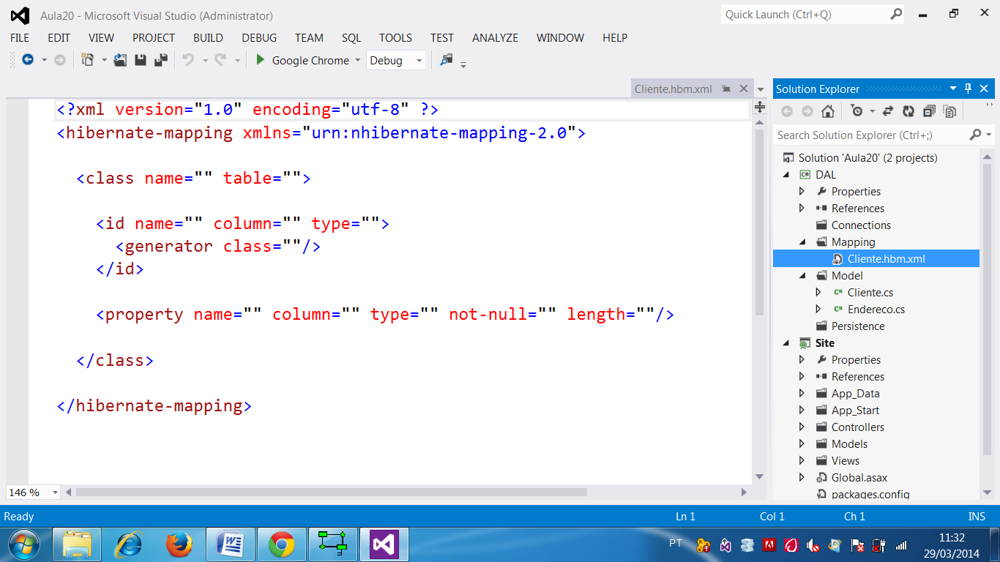 Aula20 - Microsoft Visual Studio (Administrator)
Quick Launch (Ctrl+Q)
FILE EDIT VIEW PROJECT BUILD DEBUG TEAM SQL TOOLS TEST ANALYZE WINDOW HELP
Google Chrome Debug
Cliente.hbm.xml
<?xml version="1.0" encoding="utf-8" ?>
<hibernate-mapping xmlns="urn:nhibernate-mapping-2.0">
<class name="" table="">
<id name="" column="" type="">
<generator class=""/>
</id>
<property name="" column="" type="" not-null="" length=""/>
</class>
</hibernate-mapping>
146 %
Solution Explorer
Search Solution Explorer (Ctrl+;)
Solution 'Aula20' (2 projects)
DAL
Properties
References
Connections
Mapping
Cliente.hbm.xml
Model
Cliente.cs
Endereco.cs
Persistence
Site
Properties
References
App_Data
App_Start
Controllers
Models
Views
Global.asax
packages.config
Ready Ln 1 Col 1 Ch 1 INS
PT
11:32
29/03/2014